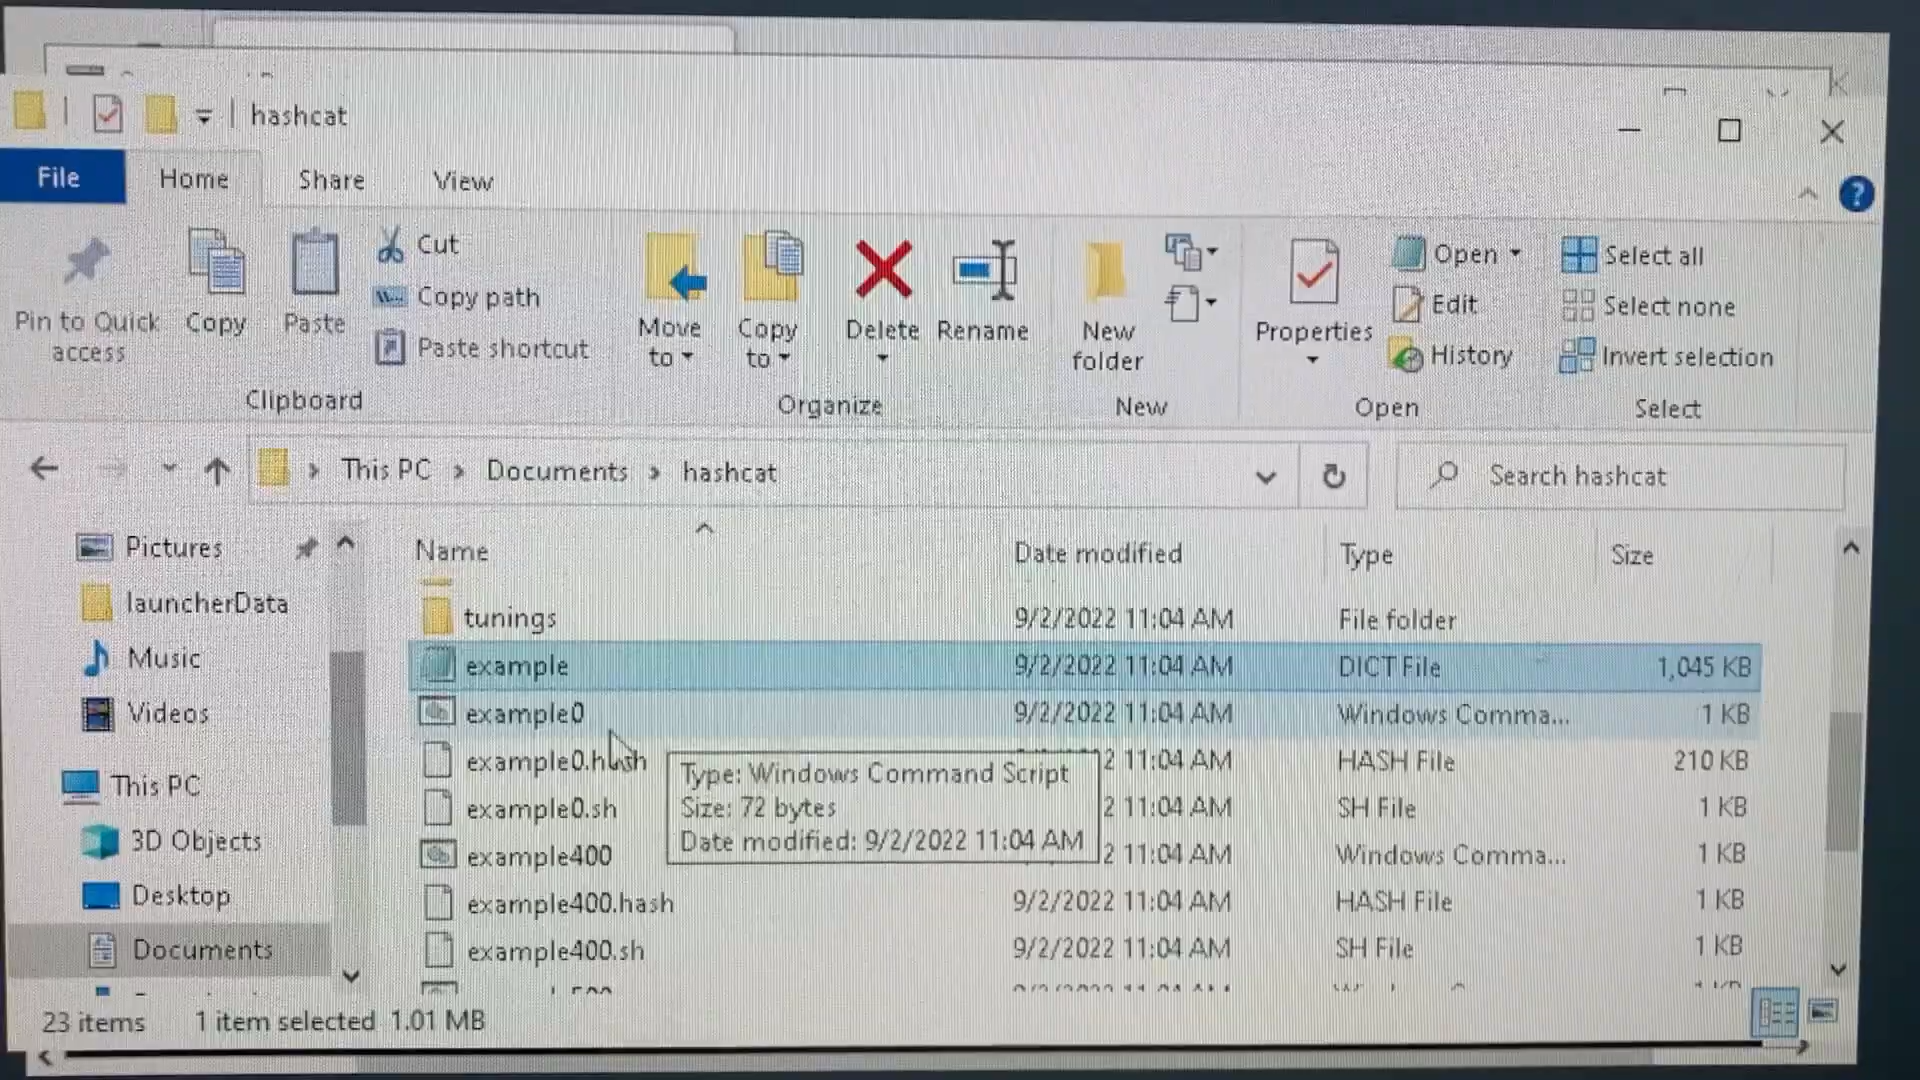 hashcat
File
Home
Share
View
?
Pin to Quick access
Copy
Paste
Cut
Copy path
Paste shortcut
Clipboard
Move to
Copy to
Delete
Rename
Organize
New folder
New
Properties
Open
Edit
History
Open
Select all
Select none
Invert selection
Select
This PC > Documents > hashcat
Search hashcat
Pictures
launcherData
Music
Videos
This PC
3D Objects
Desktop
Documents
Name Date modified Type Size
tunings 9/2/2022 11:04 AM File folder
example 9/2/2022 11:04 AM DICT File 1,045 KB
example0 9/2/2022 11:04 AM Windows Comma... 1 KB
example0.hash 2 11:04 AM HASH File 210 KB
example0.sh 2 11:04 AM SH File 1 KB
example400 2 11:04 AM Windows Comma... 1 KB
example400.hash 9/2/2022 11:04 AM HASH File 1 KB
example400.sh 9/2/2022 11:04 AM SH File 1 KB
Type: Windows Command Script
Size: 72 bytes
Date modified: 9/2/2022 11:04 AM
23 items 1 item selected 1.01 MB